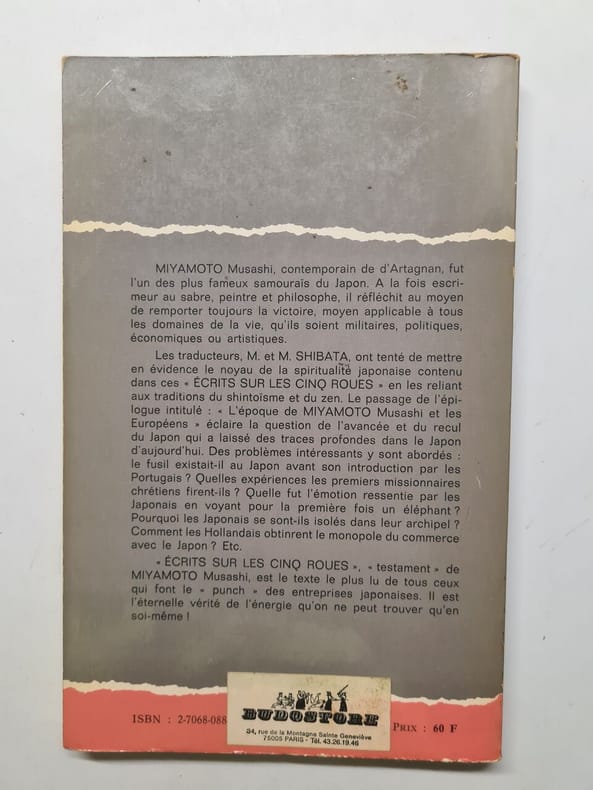 MIYAMOTO Musashi, contemporain de d'Artagnan, fut
l'un des plus fameux samouraïs du Japon. A la fois escri-
meur au sabre, peintre et philosophe, il réfléchit au moyen
de remporter toujours la victoire, moyen applicable à tous
les domaines de la vie, qu'ils soient militaires, politiques,
économiques ou artistiques.
Les traducteurs, M. et M. SHIBATA, ont tenté de mettre
en évidence le noyau de la spiritualité japonaise contenu
dans ces « ÉCRITS SUR LES CINQ ROUES » en les reliant
aux traditions du shintoïsme et du zen. Le passage de l'épi-
logue intitulé : « L'époque de MIYAMOTO Musashi et les
Européens » éclaire la question de l'avancée et du recul
du Japon qui a laissé des traces profondes dans le Japon
d'aujourd'hui. Des problèmes intéressants y sont abordés :
le fusil existait-il au Japon avant son introduction par les
Portugais ? Quelles expériences les premiers missionnaires
chrétiens firent-ils ? Quelle fut l'émotion ressentie par les
Japonais en voyant pour la première fois un éléphant ?
Pourquoi les Japonais se sont-ils isolés dans leur archipel ?
Comment les Hollandais obtinrent le monopole du commerce
avec le Japon ? Etc.
« ÉCRITS SUR LES CINQ ROUES », « testament » de
MIYAMOTO Musashi, est le texte le plus lu de tous ceux
qui font le « punch » des entreprises japonaises. Il est
l'éternelle vérité de l'énergie qu'on ne peut trouver qu'en
soi-même !
ISBN : 2-7068-088
BUDOSTORE
34, rue de la Montagne Sainte Geneviève
75005 PARIS - Tél. 43.26.19.46
PRIX : 60 F